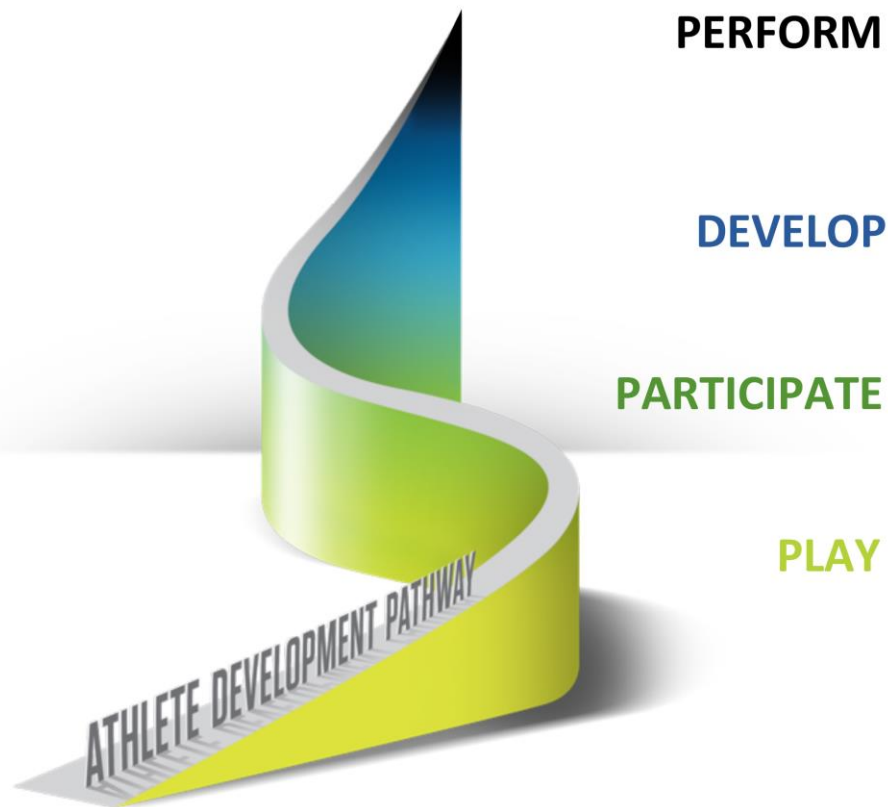 PERFORM
DEVELOP
PARTICIPATE
PLAY
ATHLETE DEVELOPMENT PATHWAY